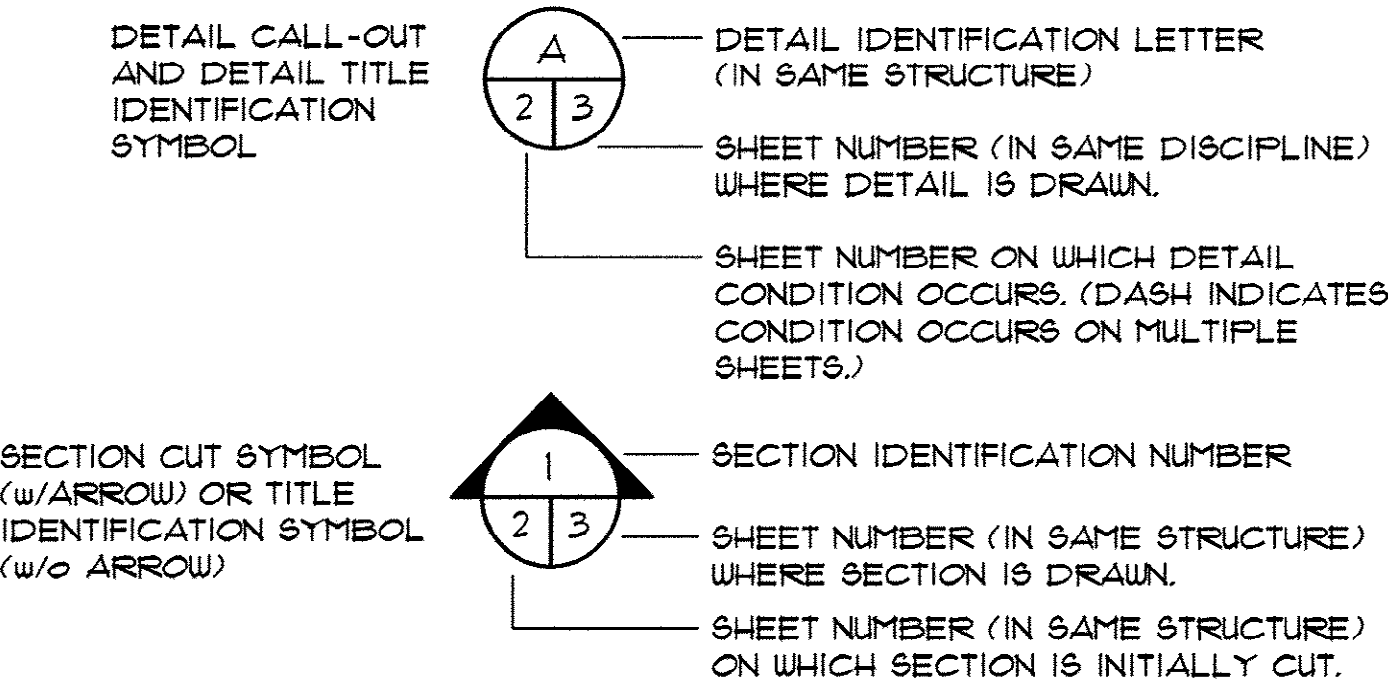 DETAIL CALL-OUT
AND DETAIL TITLE
IDENTIFICATION
SYMBOL
A
2 3
DETAIL IDENTIFICATION LETTER
(IN SAME STRUCTURE)
SHEET NUMBER (IN SAME DISCIPLINE)
WHERE DETAIL IS DRAWN.
SHEET NUMBER ON WHICH DETAIL
CONDITION OCCURS. (DASH INDICATES
CONDITION OCCURS ON MULTIPLE
SHEETS.)
SECTION CUT SYMBOL
(w/ARROW) OR TITLE
IDENTIFICATION SYMBOL
(w/o ARROW)
1
2 3
SECTION IDENTIFICATION NUMBER
SHEET NUMBER (IN SAME STRUCTURE)
WHERE SECTION IS DRAWN.
SHEET NUMBER (IN SAME STRUCTURE)
ON WHICH SECTION IS INITIALLY CUT.